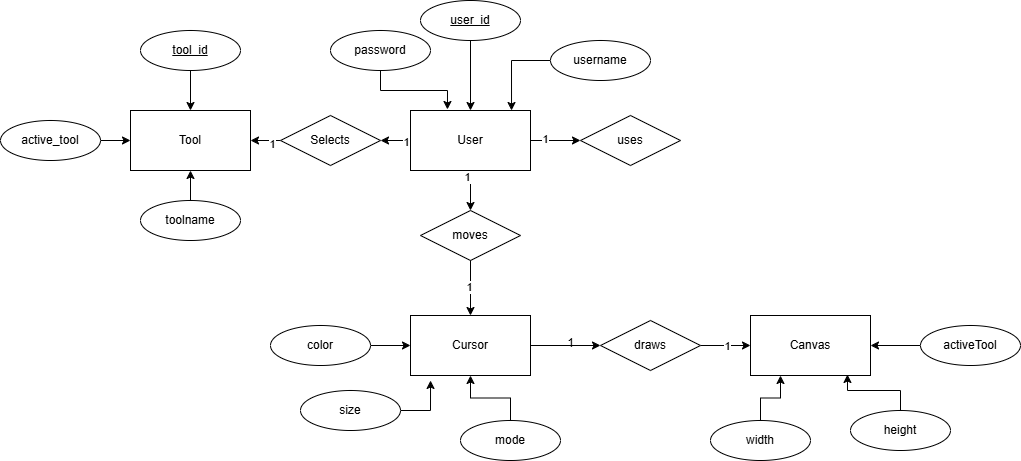 user_id
tool_id
password
username
active_tool
Tool
1
Selects
1
User
1
uses
toolname
1
moves
1
color
Cursor
1
draws
1
Canvas
activeTool
size
mode
width
height